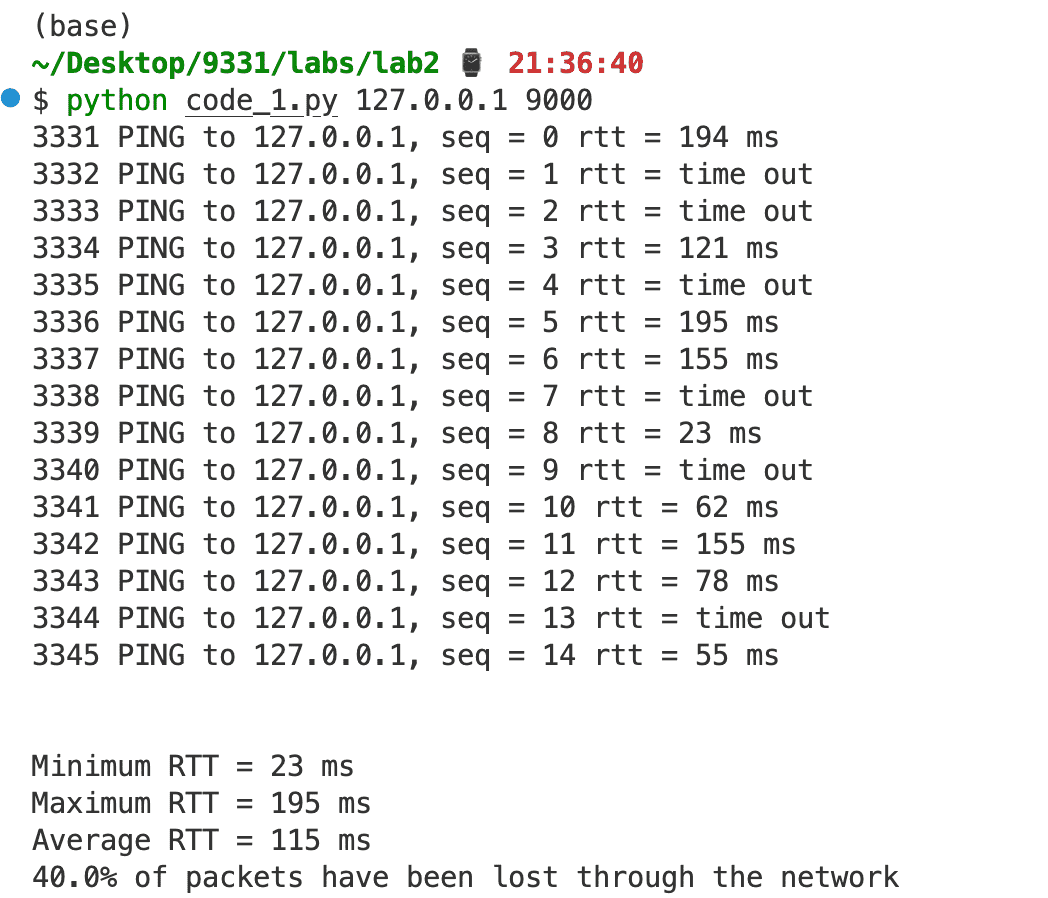 (base)
~/Desktop/9331/labs/lab2 ⌚ 21:36:40
$ python code_1.py 127.0.0.1 9000
3331 PING to 127.0.0.1, seq = 0 rtt = 194 ms
3332 PING to 127.0.0.1, seq = 1 rtt = time out
3333 PING to 127.0.0.1, seq = 2 rtt = time out
3334 PING to 127.0.0.1, seq = 3 rtt = 121 ms
3335 PING to 127.0.0.1, seq = 4 rtt = time out
3336 PING to 127.0.0.1, seq = 5 rtt = 195 ms
3337 PING to 127.0.0.1, seq = 6 rtt = 155 ms
3338 PING to 127.0.0.1, seq = 7 rtt = time out
3339 PING to 127.0.0.1, seq = 8 rtt = 23 ms
3340 PING to 127.0.0.1, seq = 9 rtt = time out
3341 PING to 127.0.0.1, seq = 10 rtt = 62 ms
3342 PING to 127.0.0.1, seq = 11 rtt = 155 ms
3343 PING to 127.0.0.1, seq = 12 rtt = 78 ms
3344 PING to 127.0.0.1, seq = 13 rtt = time out
3345 PING to 127.0.0.1, seq = 14 rtt = 55 ms
Minimum RTT = 23 ms
Maximum RTT = 195 ms
Average RTT = 115 ms
40.0% of packets have been lost through the network